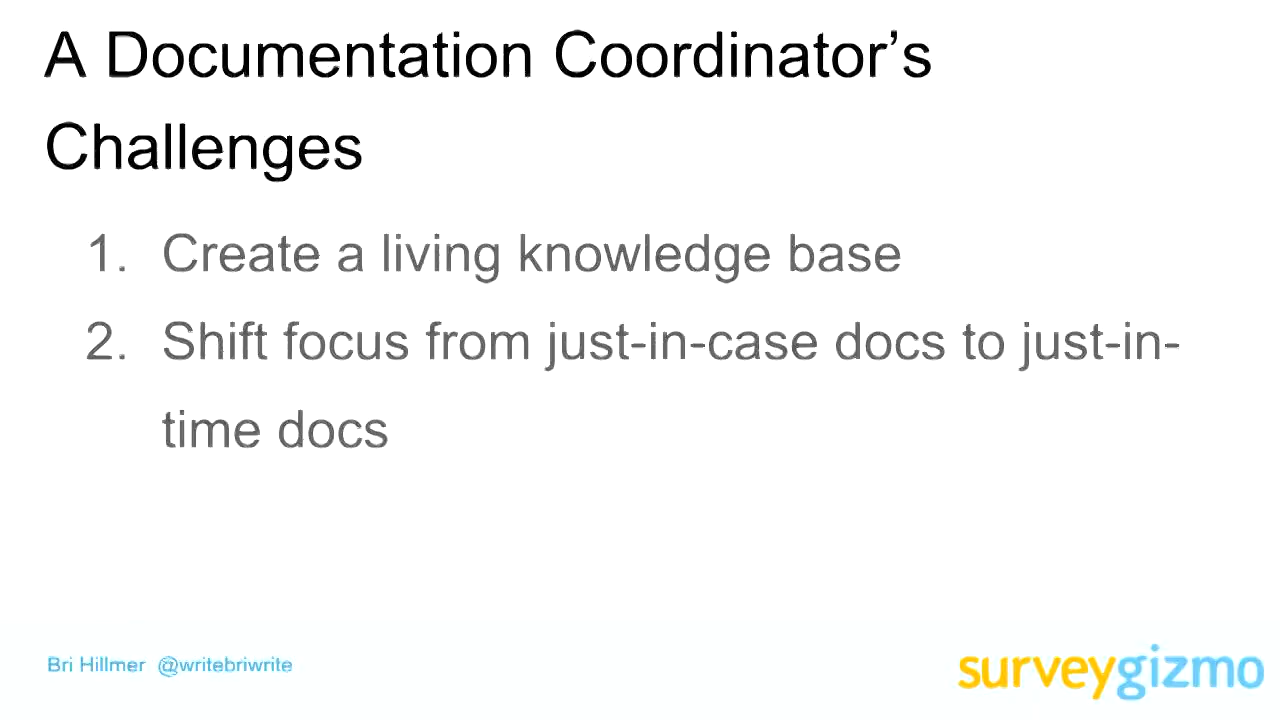 A Documentation Coordinator’s
Challenges
1. Create a living knowledge base
2. Shift focus from just-in-case docs to just-in-
time docs
Bri Hillmer @writebriwrite
surveygizmo